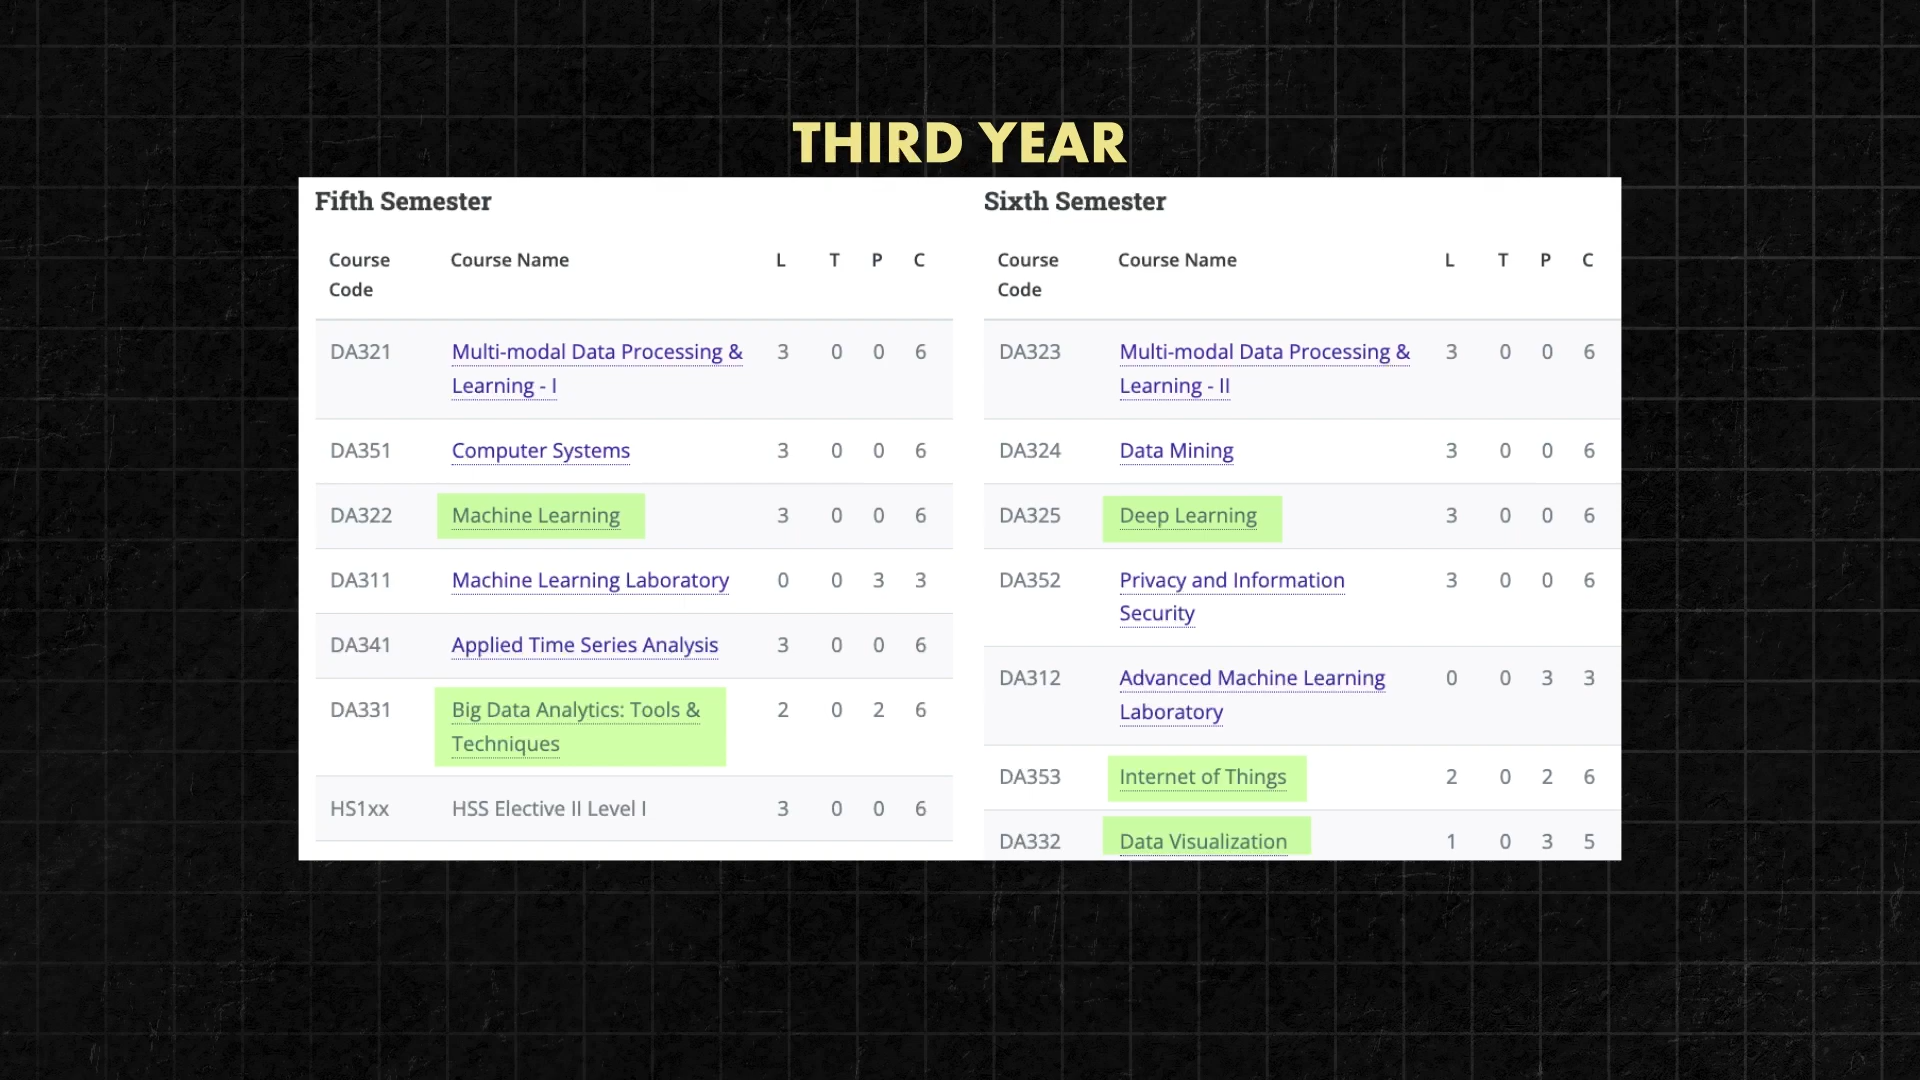 THIRD YEAR
Fifth Semester
Course Code Course Name L T P C
DA321 Multi-modal Data Processing & Learning - I 3 0 0 6
DA351 Computer Systems 3 0 0 6
DA322 Machine Learning 3 0 0 6
DA311 Machine Learning Laboratory 0 0 3 3
DA341 Applied Time Series Analysis 3 0 0 6
DA331 Big Data Analytics: Tools & Techniques 2 0 2 6
HS1xx HSS Elective II Level I 3 0 0 6
Sixth Semester
Course Code Course Name L T P C
DA323 Multi-modal Data Processing & Learning - II 3 0 0 6
DA324 Data Mining 3 0 0 6
DA325 Deep Learning 3 0 0 6
DA352 Privacy and Information Security 3 0 0 6
DA312 Advanced Machine Learning Laboratory 0 0 3 3
DA353 Internet of Things 2 0 2 6
DA332 Data Visualization 1 0 3 5